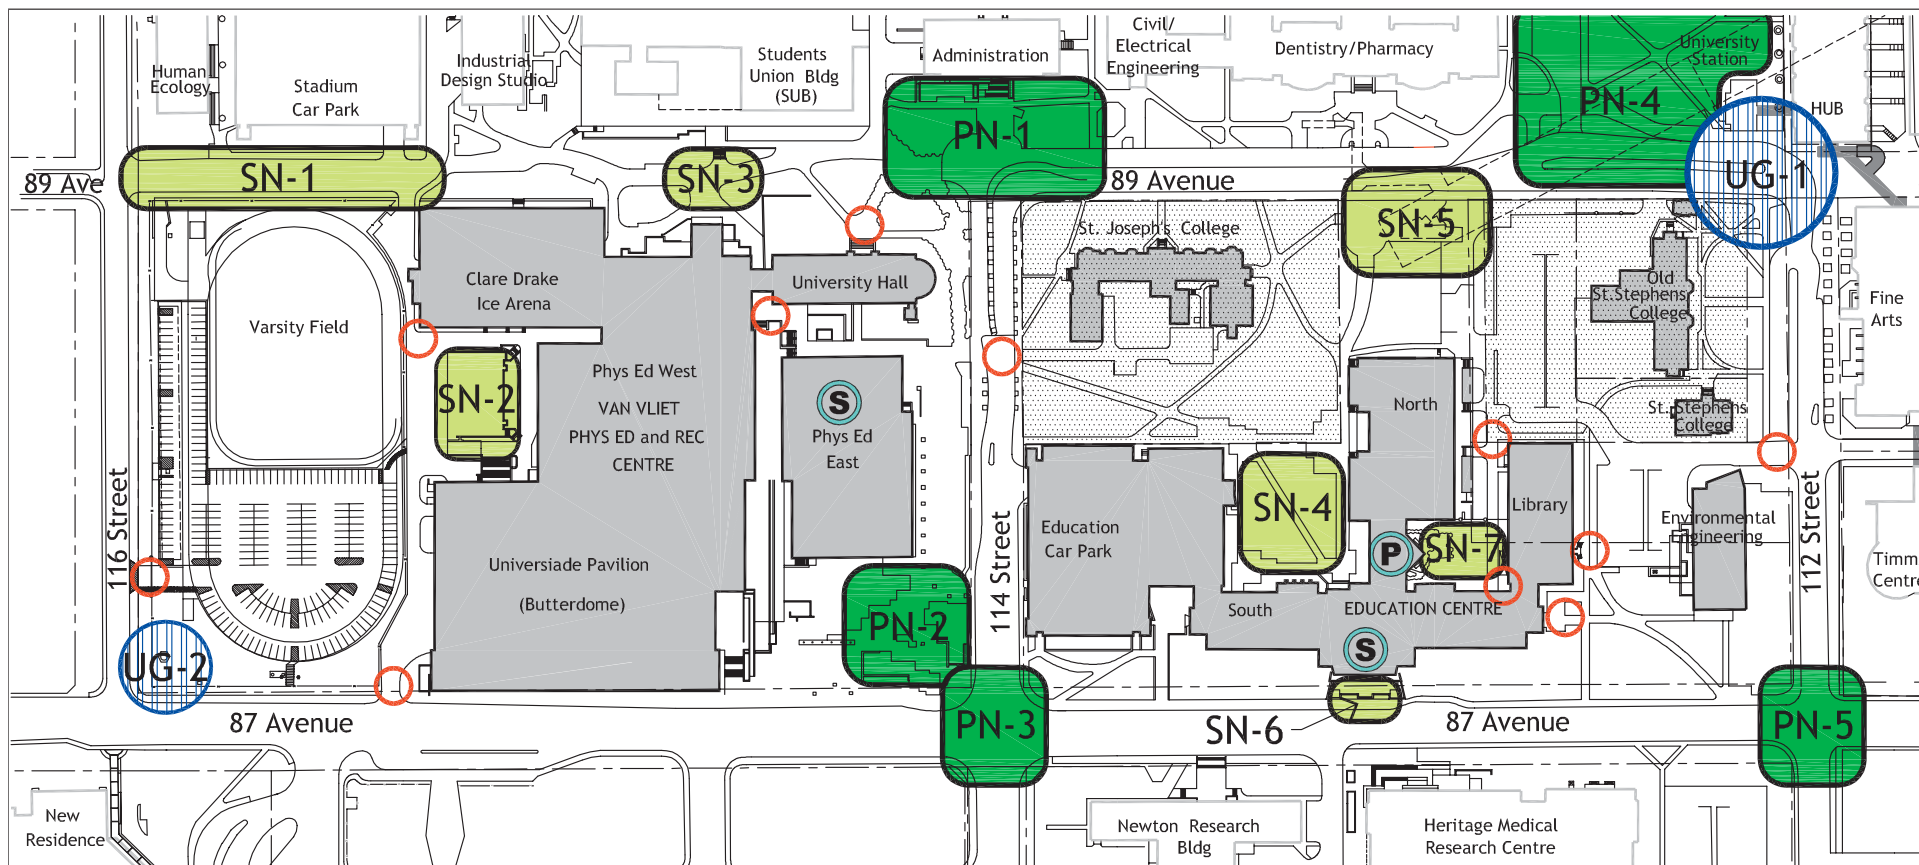 Human
Ecology
Stadium
Car Park
Industrial
Design Studio
Students
Union Bldg
(SUB)
Administration
Civil/
Electrical
Engineering
Dentistry/Pharmacy
University
Station
PN-4
HUB
PN-1
UG-1
89 Ave
SN-1
SN-3
89 Avenue
SN-5
St. Joseph's College
Clare Drake
Ice Arena
University Hall
Old
St.Stephens
College
Fine
Arts
Varsity Field
Phys Ed West
VAN VLIET
PHYS ED and REC
CENTRE
SN-2
S
Phys Ed
East
North
St. Stephens
College
116 Street
114 Street
112 Street
Education
Car Park
SN-4
Library
P
SN-7
Environmental
Engineering
Timm
Centre
Universiade Pavilion
(Butterdome)
South
EDUCATION CENTRE
S
PN-2
UG-2
87 Avenue
PN-3
SN-6
87 Avenue
PN-5
New
Residence
Newton Research
Bldg
Heritage Medical
Research Centre